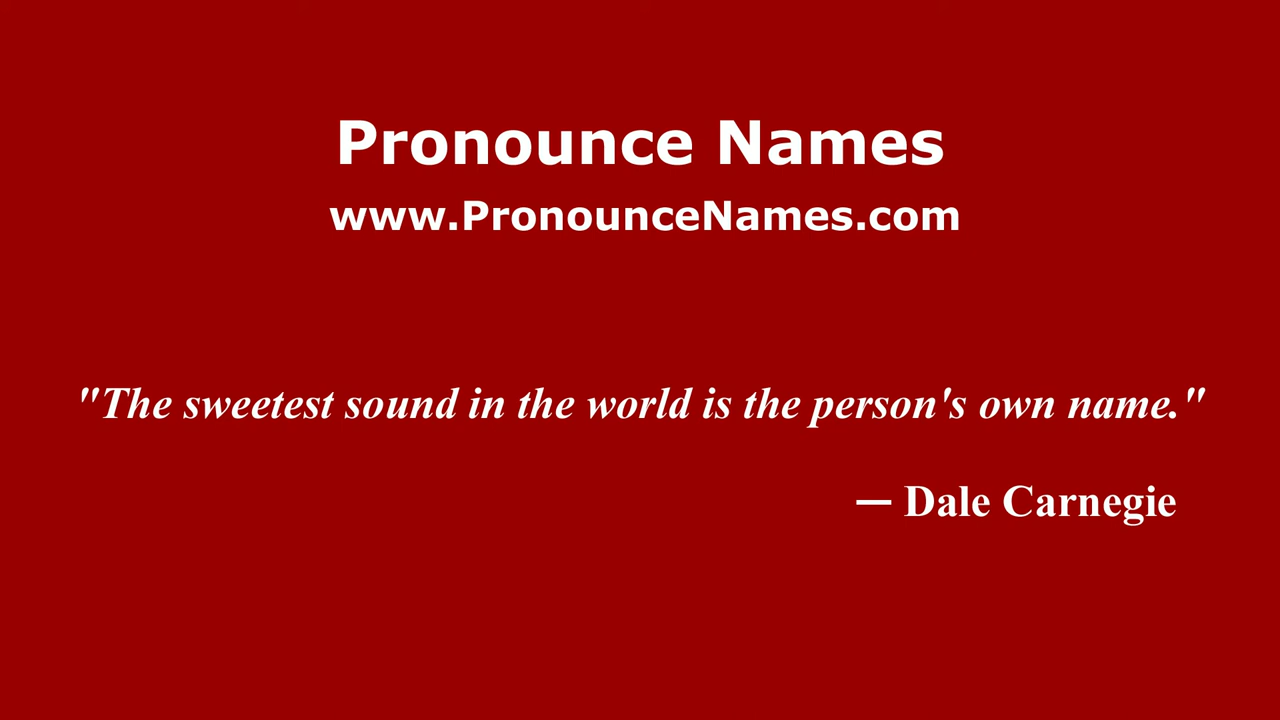 Pronounce Names
www.PronounceNames.com
"The sweetest sound in the world is the person's own name."
— Dale Carnegie